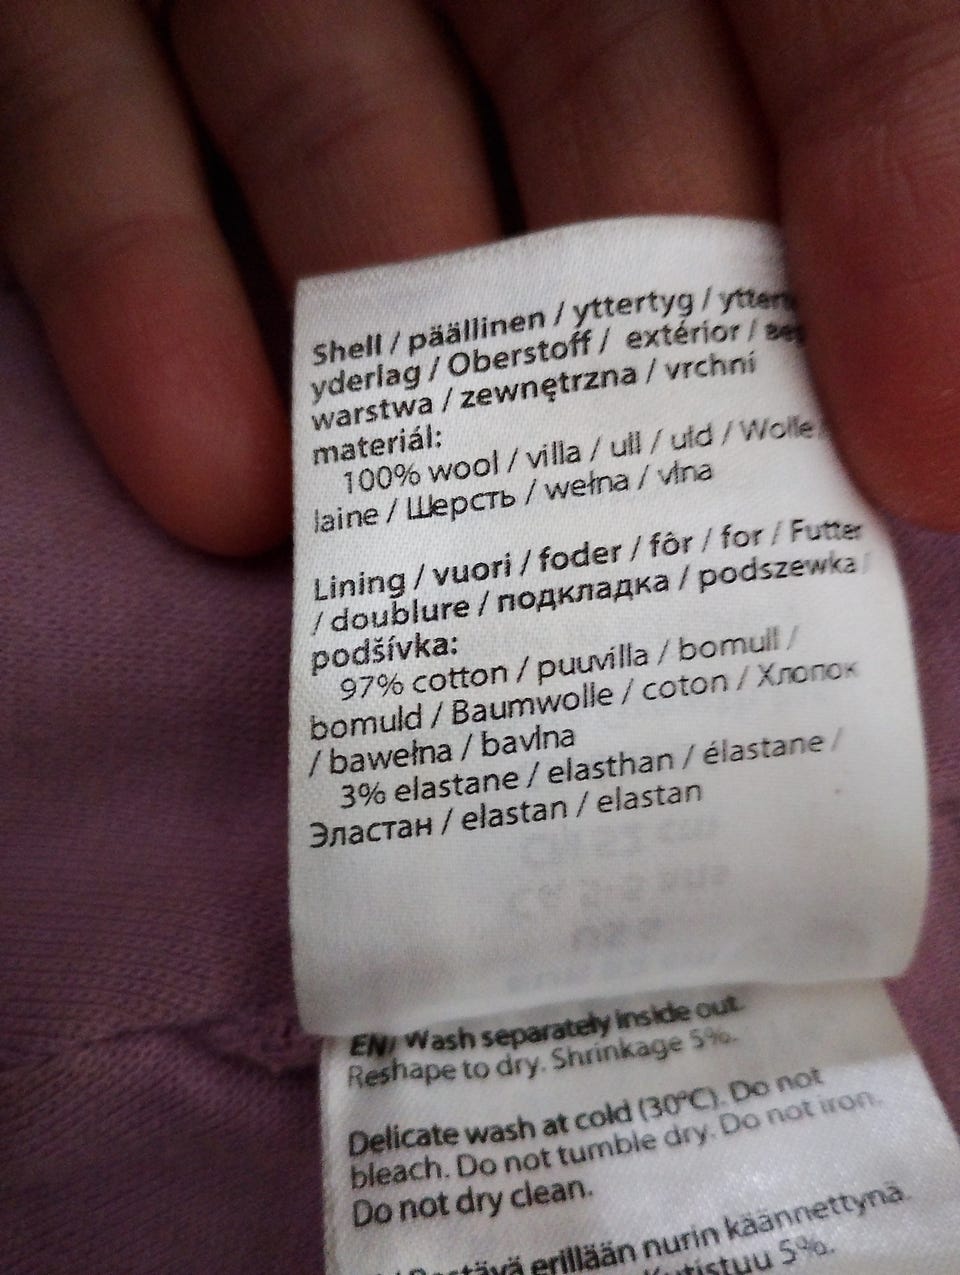 Shell / päällinen / yttertyg /
yderlag / Oberstoff / extérior /
warstwa / zewnętrzna / vrchní
materiál:
100% wool / villa / ull / uld / Wolle
laine / Шерсть / wełna / vlna
Lining / vuori / foder / fôr / for / Futter
/ doublure / подкладка / podszewka /
podšívka:
97% cotton / puuvilla / bomull /
bomuld / Baumwolle / coton / Хлопок
/ bawełna / bavlna
3% elastane / elasthan / élastane /
Эластан / elastan / elastan
EN/ Wash separately inside out.
Reshape to dry. Shrinkage 5%.
Delicate wash at cold (30°C). Do not
bleach. Do not tumble dry. Do not iron.
Do not dry clean.
erillään nurin käännettynä.
5%.